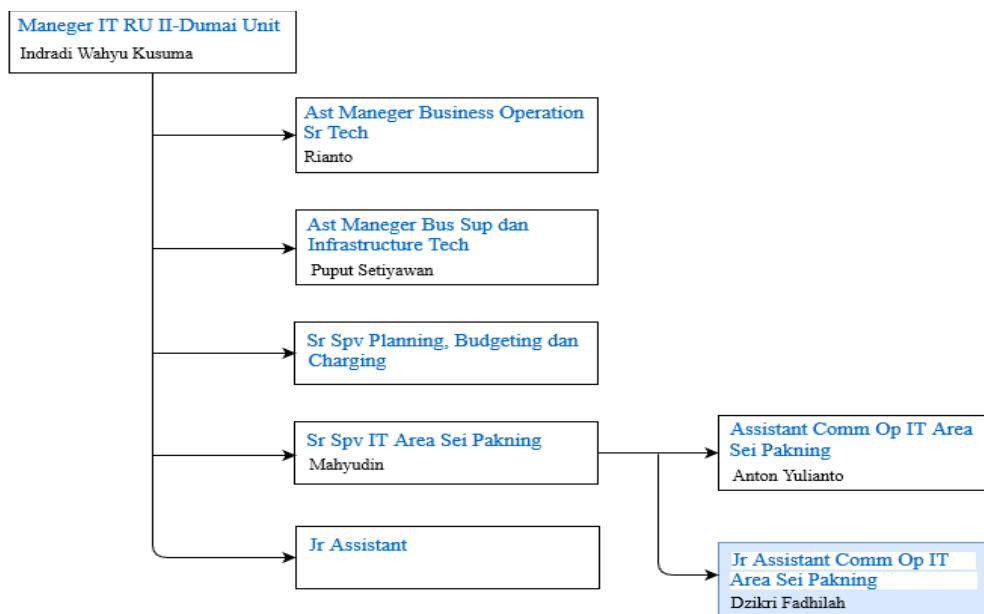 Maneger IT RU II-Dumai Unit
Indradi Wahyu Kusuma
Ast Maneger Business Operation
Sr Tech
Rianto
Ast Maneger Bus Sup dan
Infrastructure Tech
Puput Setiyawan
Sr Spv Planning, Budgeting dan
Charging
Sr Spv IT Area Sei Pakning
Mahyudin
Assistant Comm Op IT Area
Sei Pakning
Anton Yulianto
Jr Assistant
Jr Assistant Comm Op IT
Area Sei Pakning
Dzikri Fadhilah